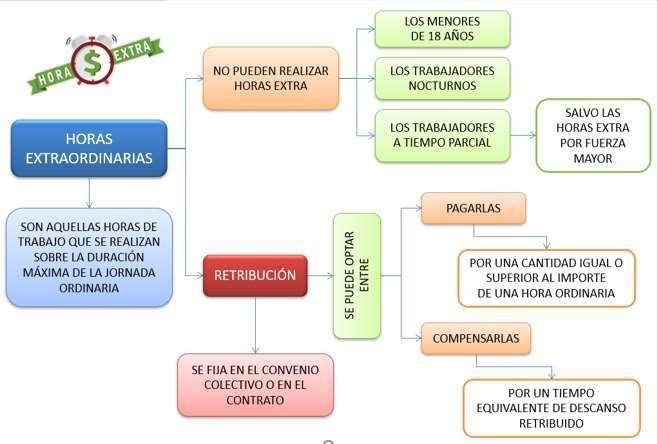 HORA EXTRA
$
HORAS
EXTRAORDINARIAS
SON AQUELLAS HORAS DE
TRABAJO QUE SE REALIZAN
SOBRE LA DURACIÓN
MÁXIMA DE LA JORNADA
ORDINARIA
NO PUEDEN REALIZAR
HORAS EXTRA
LOS MENORES
DE 18 AÑOS
LOS TRABAJADORES
NOCTURNOS
LOS TRABAJADORES
A TIEMPO PARCIAL
SALVO LAS
HORAS EXTRA
POR FUERZA
MAYOR
RETRIBUCIÓN
SE FIJA EN EL CONVENIO
COLECTIVO O EN EL
CONTRATO
SE PUEDE OPTAR
ENTRE
PAGARLAS
POR UNA CANTIDAD IGUAL O
SUPERIOR AL IMPORTE
DE UNA HORA ORDINARIA
COMPENSARLAS
POR UN TIEMPO
EQUIVALENTE DE DESCANSO
RETRIBUIDO